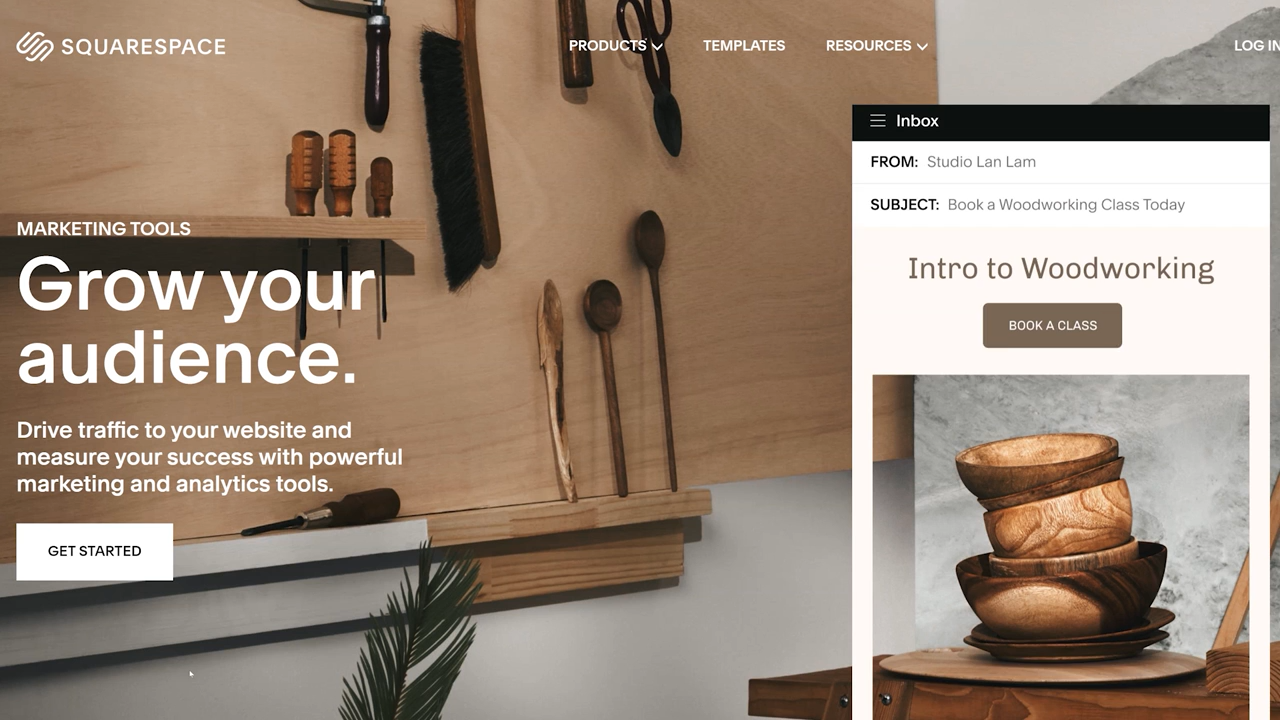 SQUARESPACE
PRODUCTS
TEMPLATES
RESOURCES
LOG IN
MARKETING TOOLS
Grow your
audience.
Drive traffic to your website and
measure your success with powerful
marketing and analytics tools.
GET STARTED
Inbox
FROM: Studio Lan Lam
SUBJECT: Book a Woodworking Class Today
Intro to Woodworking
BOOK A CLASS